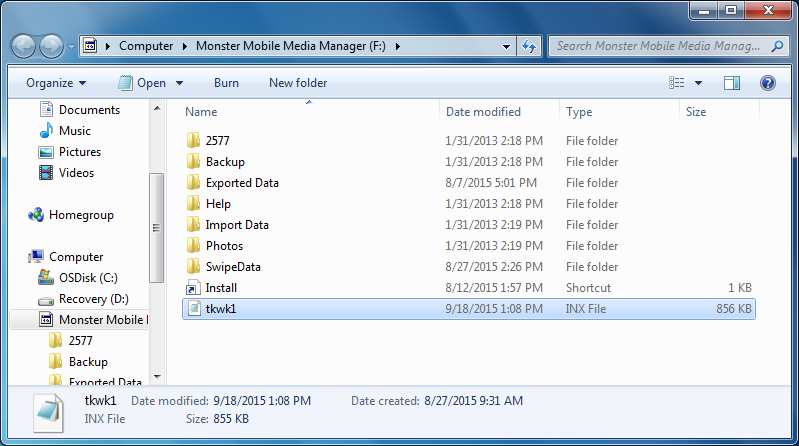 Computer Monster Mobile Media Manager (F:) Search Monster Mobile Media Manag...
Organize Open Burn New folder
Documents
Music
Pictures
Videos
Homegroup
Computer
OSDisk (C:)
Recovery (D:)
Monster Mobile
2577
Backup
Exported Data
Name Date modified Type Size
2577 1/31/2013 2:18 PM File folder
Backup 1/31/2013 2:18 PM File folder
Exported Data 8/7/2015 5:01 PM File folder
Help 1/31/2013 2:18 PM File folder
Import Data 1/31/2013 2:19 PM File folder
Photos 1/31/2013 2:19 PM File folder
SwipeData 8/27/2015 2:26 PM File folder
Install 8/12/2015 1:57 PM Shortcut 1 KB
tkwk1 9/18/2015 1:08 PM INX File 856 KB
tkwk1 Date modified: 9/18/2015 1:08 PM Date created: 8/27/2015 9:31 AM
INX File Size: 855 KB